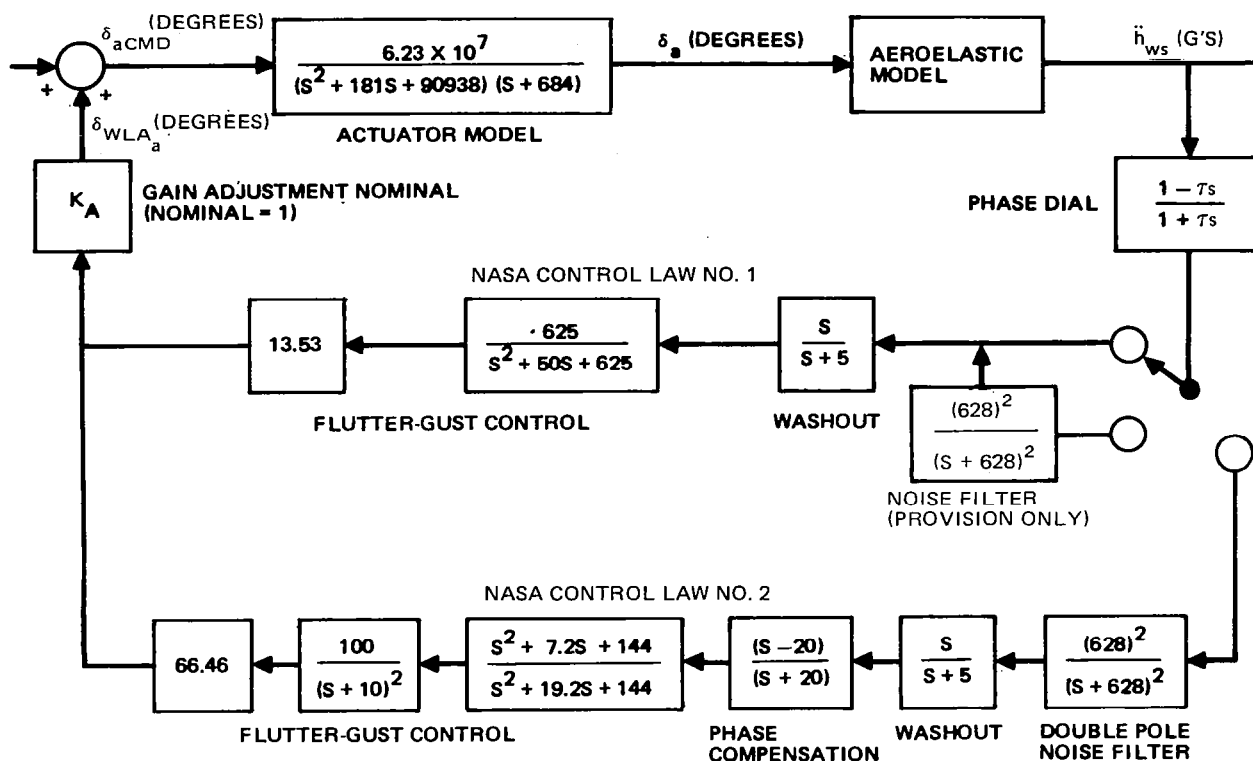 δaCMD (DEGREES)
6.23 X 10^7
(S^2 + 181S + 90938) (S + 684)
ACTUATOR MODEL
δa (DEGREES)
AEROELASTIC
MODEL
ḧws (G'S)
+
+
δWLAa (DEGREES)
KA
GAIN ADJUSTMENT NOMINAL
(NOMINAL = 1)
PHASE DIAL
1 − τs
1 + τs
NASA CONTROL LAW NO. 1
13.53
625
S^2 + 50S + 625
FLUTTER-GUST CONTROL
S
S + 5
WASHOUT
(628)^2
(S + 628)^2
NOISE FILTER
(PROVISION ONLY)
NASA CONTROL LAW NO. 2
66.46
100
(S + 10)^2
S^2 + 7.2S + 144
S^2 + 19.2S + 144
FLUTTER-GUST CONTROL
(S −20)
(S + 20)
PHASE
COMPENSATION
S
S + 5
WASHOUT
(628)^2
(S + 628)^2
DOUBLE POLE
NOISE FILTER